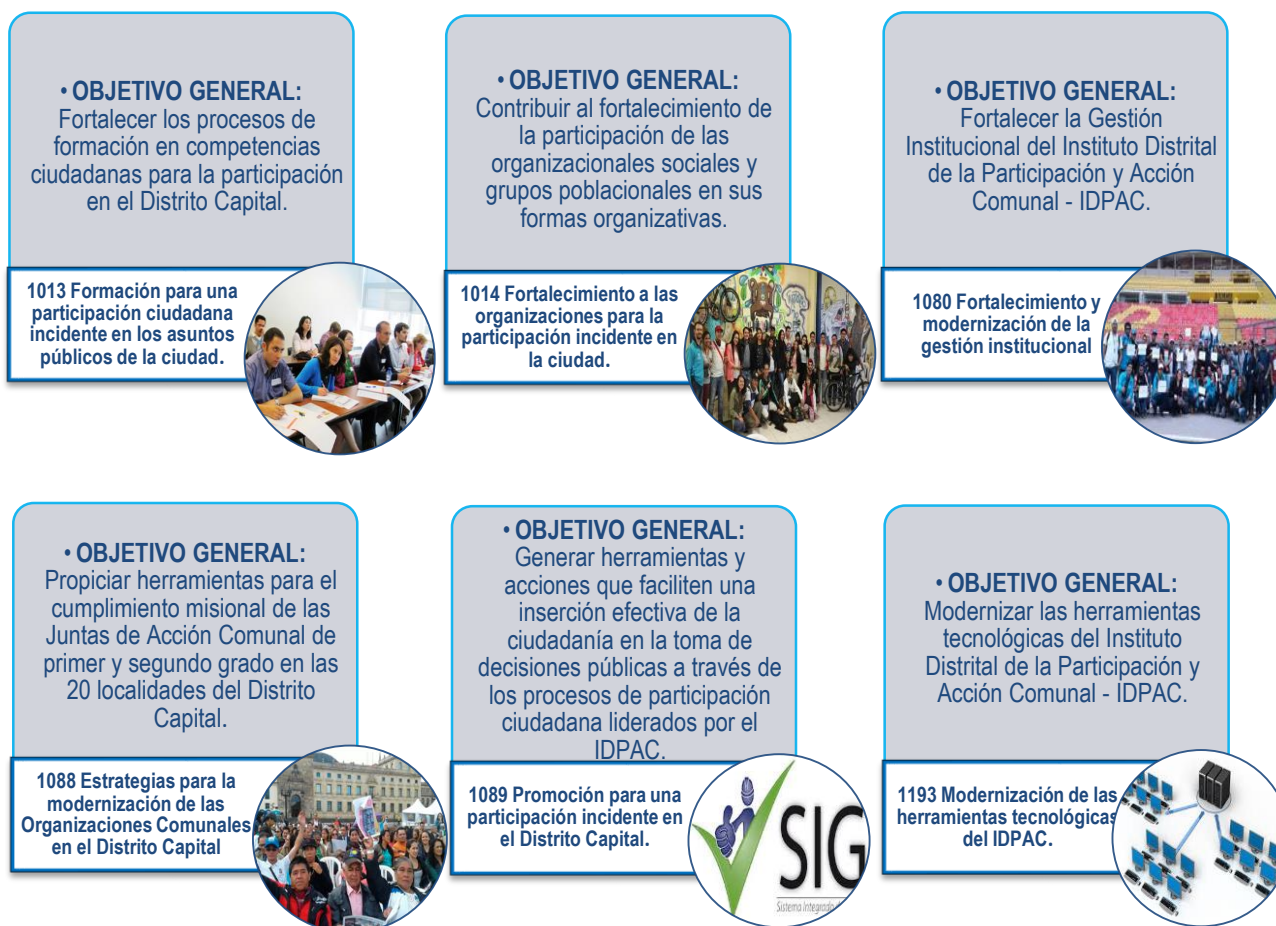 • OBJETIVO GENERAL:
Fortalecer los procesos de
formación en competencias
ciudadanas para la participación
en el Distrito Capital.
1013 Formación para una
participación ciudadana
incidente en los asuntos
públicos de la ciudad.
• OBJETIVO GENERAL:
Contribuir al fortalecimiento de
la participación de las
organizacionales sociales y
grupos poblacionales en sus
formas organizativas.
1014 Fortalecimiento a las
organizaciones para la
participación incidente en
la ciudad.
• OBJETIVO GENERAL:
Fortalecer la Gestión
Institucional del Instituto Distrital
de la Participación y Acción
Comunal - IDPAC.
1080 Fortalecimiento y
modernización de la
gestión institucional
• OBJETIVO GENERAL:
Propiciar herramientas para el
cumplimiento misional de las
Juntas de Acción Comunal de
primer y segundo grado en las
20 localidades del Distrito
Capital.
1088 Estrategias para la
modernización de las
Organizaciones Comunales
en el Distrito Capital
• OBJETIVO GENERAL:
Generar herramientas y
acciones que faciliten una
inserción efectiva de la
ciudadanía en la toma de
decisiones públicas a través de
los procesos de participación
ciudadana liderados por el
IDPAC.
1089 Promoción para una
participación incidente en
el Distrito Capital.
SIG
Sistema Integrado
• OBJETIVO GENERAL:
Modernizar las herramientas
tecnológicas del Instituto
Distrital de la Participación y
Acción Comunal - IDPAC.
1193 Modernización de las
herramientas tecnológicas
del IDPAC.